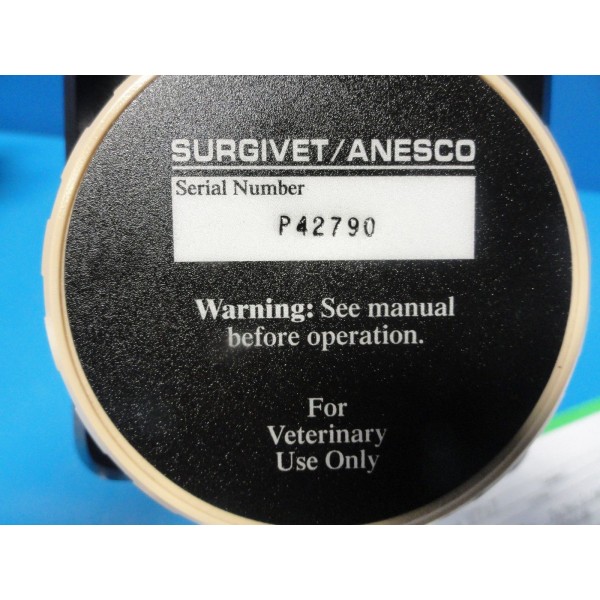 SURGIVET/ANESCO
Serial Number
P42790
Warning: See manual
before operation.
For
Veterinary
Use Only